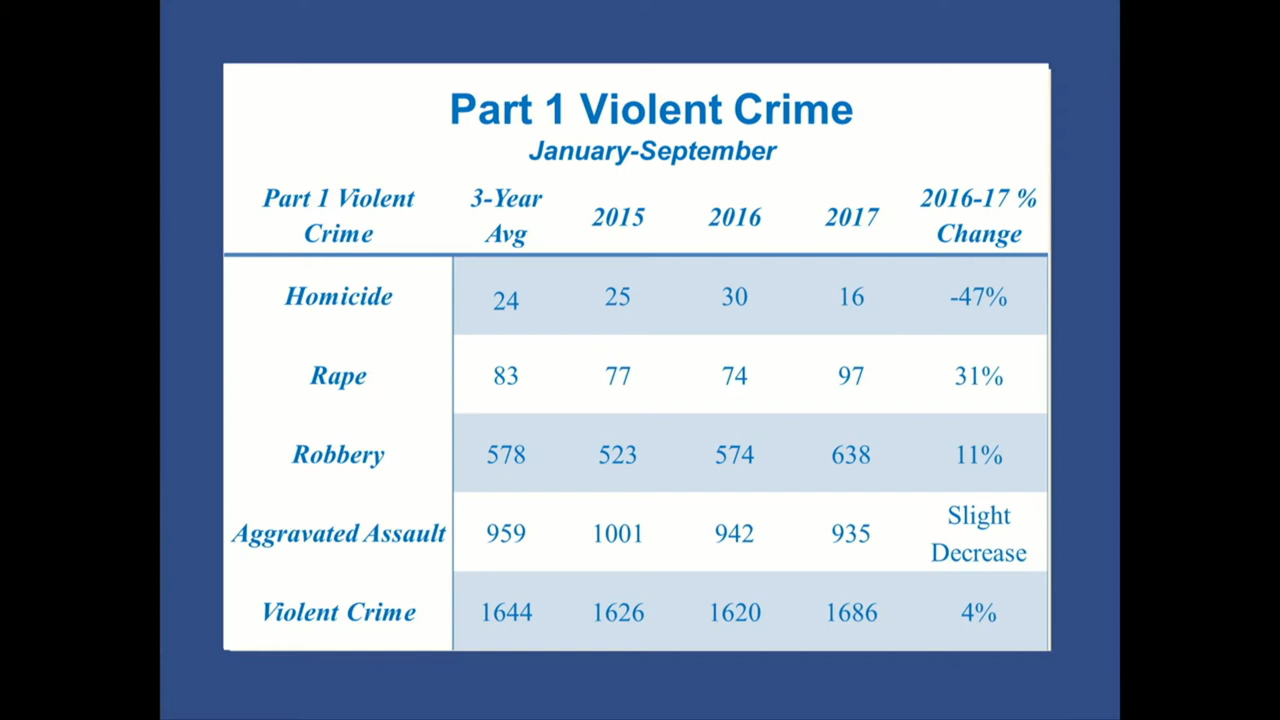 Part 1 Violent Crime
January-September
Part 1 Violent Crime 3-Year Avg 2015 2016 2017 2016-17 % Change
Homicide 24 25 30 16 -47%
Rape 83 77 74 97 31%
Robbery 578 523 574 638 11%
Aggravated Assault 959 1001 942 935 Slight Decrease
Violent Crime 1644 1626 1620 1686 4%